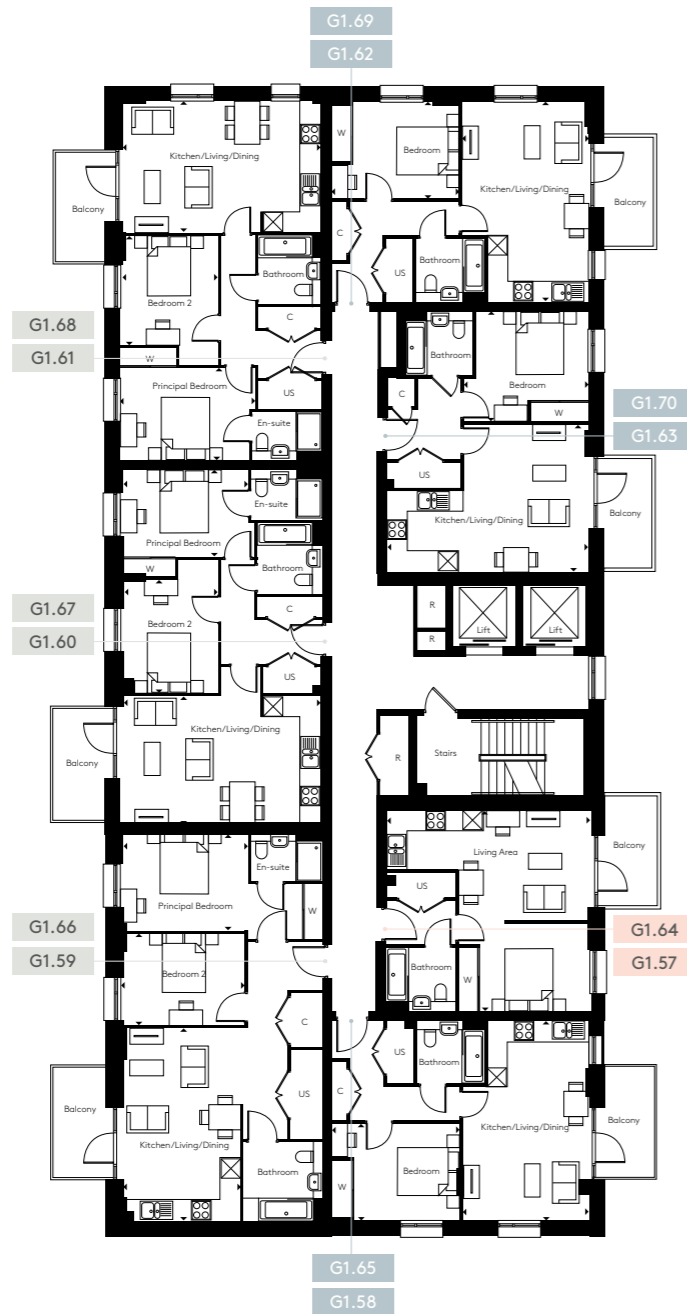 G1.69
G1.62
Kitchen/Living/Dining
Balcony
W
Bedroom
Kitchen/Living/Dining
Balcony
Bedroom 2
Bathroom
C
C
US
Bathroom
G1.68
G1.61
W
Principal Bedroom
US
En-suite
Bathroom
Bedroom
C
W
G1.70
G1.63
US
Kitchen/Living/Dining
Balcony
Principal Bedroom
En-suite
W
Bathroom
G1.67
G1.60
Bedroom 2
C
US
R
R
Lift
Lift
Kitchen/Living/Dining
Balcony
R
Stairs
En-suite
Principal Bedroom
W
Living Area
Balcony
US
G1.66
G1.59
Bedroom 2
Bathroom
W
G1.64
G1.57
C
US
Kitchen/Living/Dining
Balcony
Bathroom
US
Bathroom
C
Bedroom
W
Kitchen/Living/Dining
Balcony
G1.65
G1.58